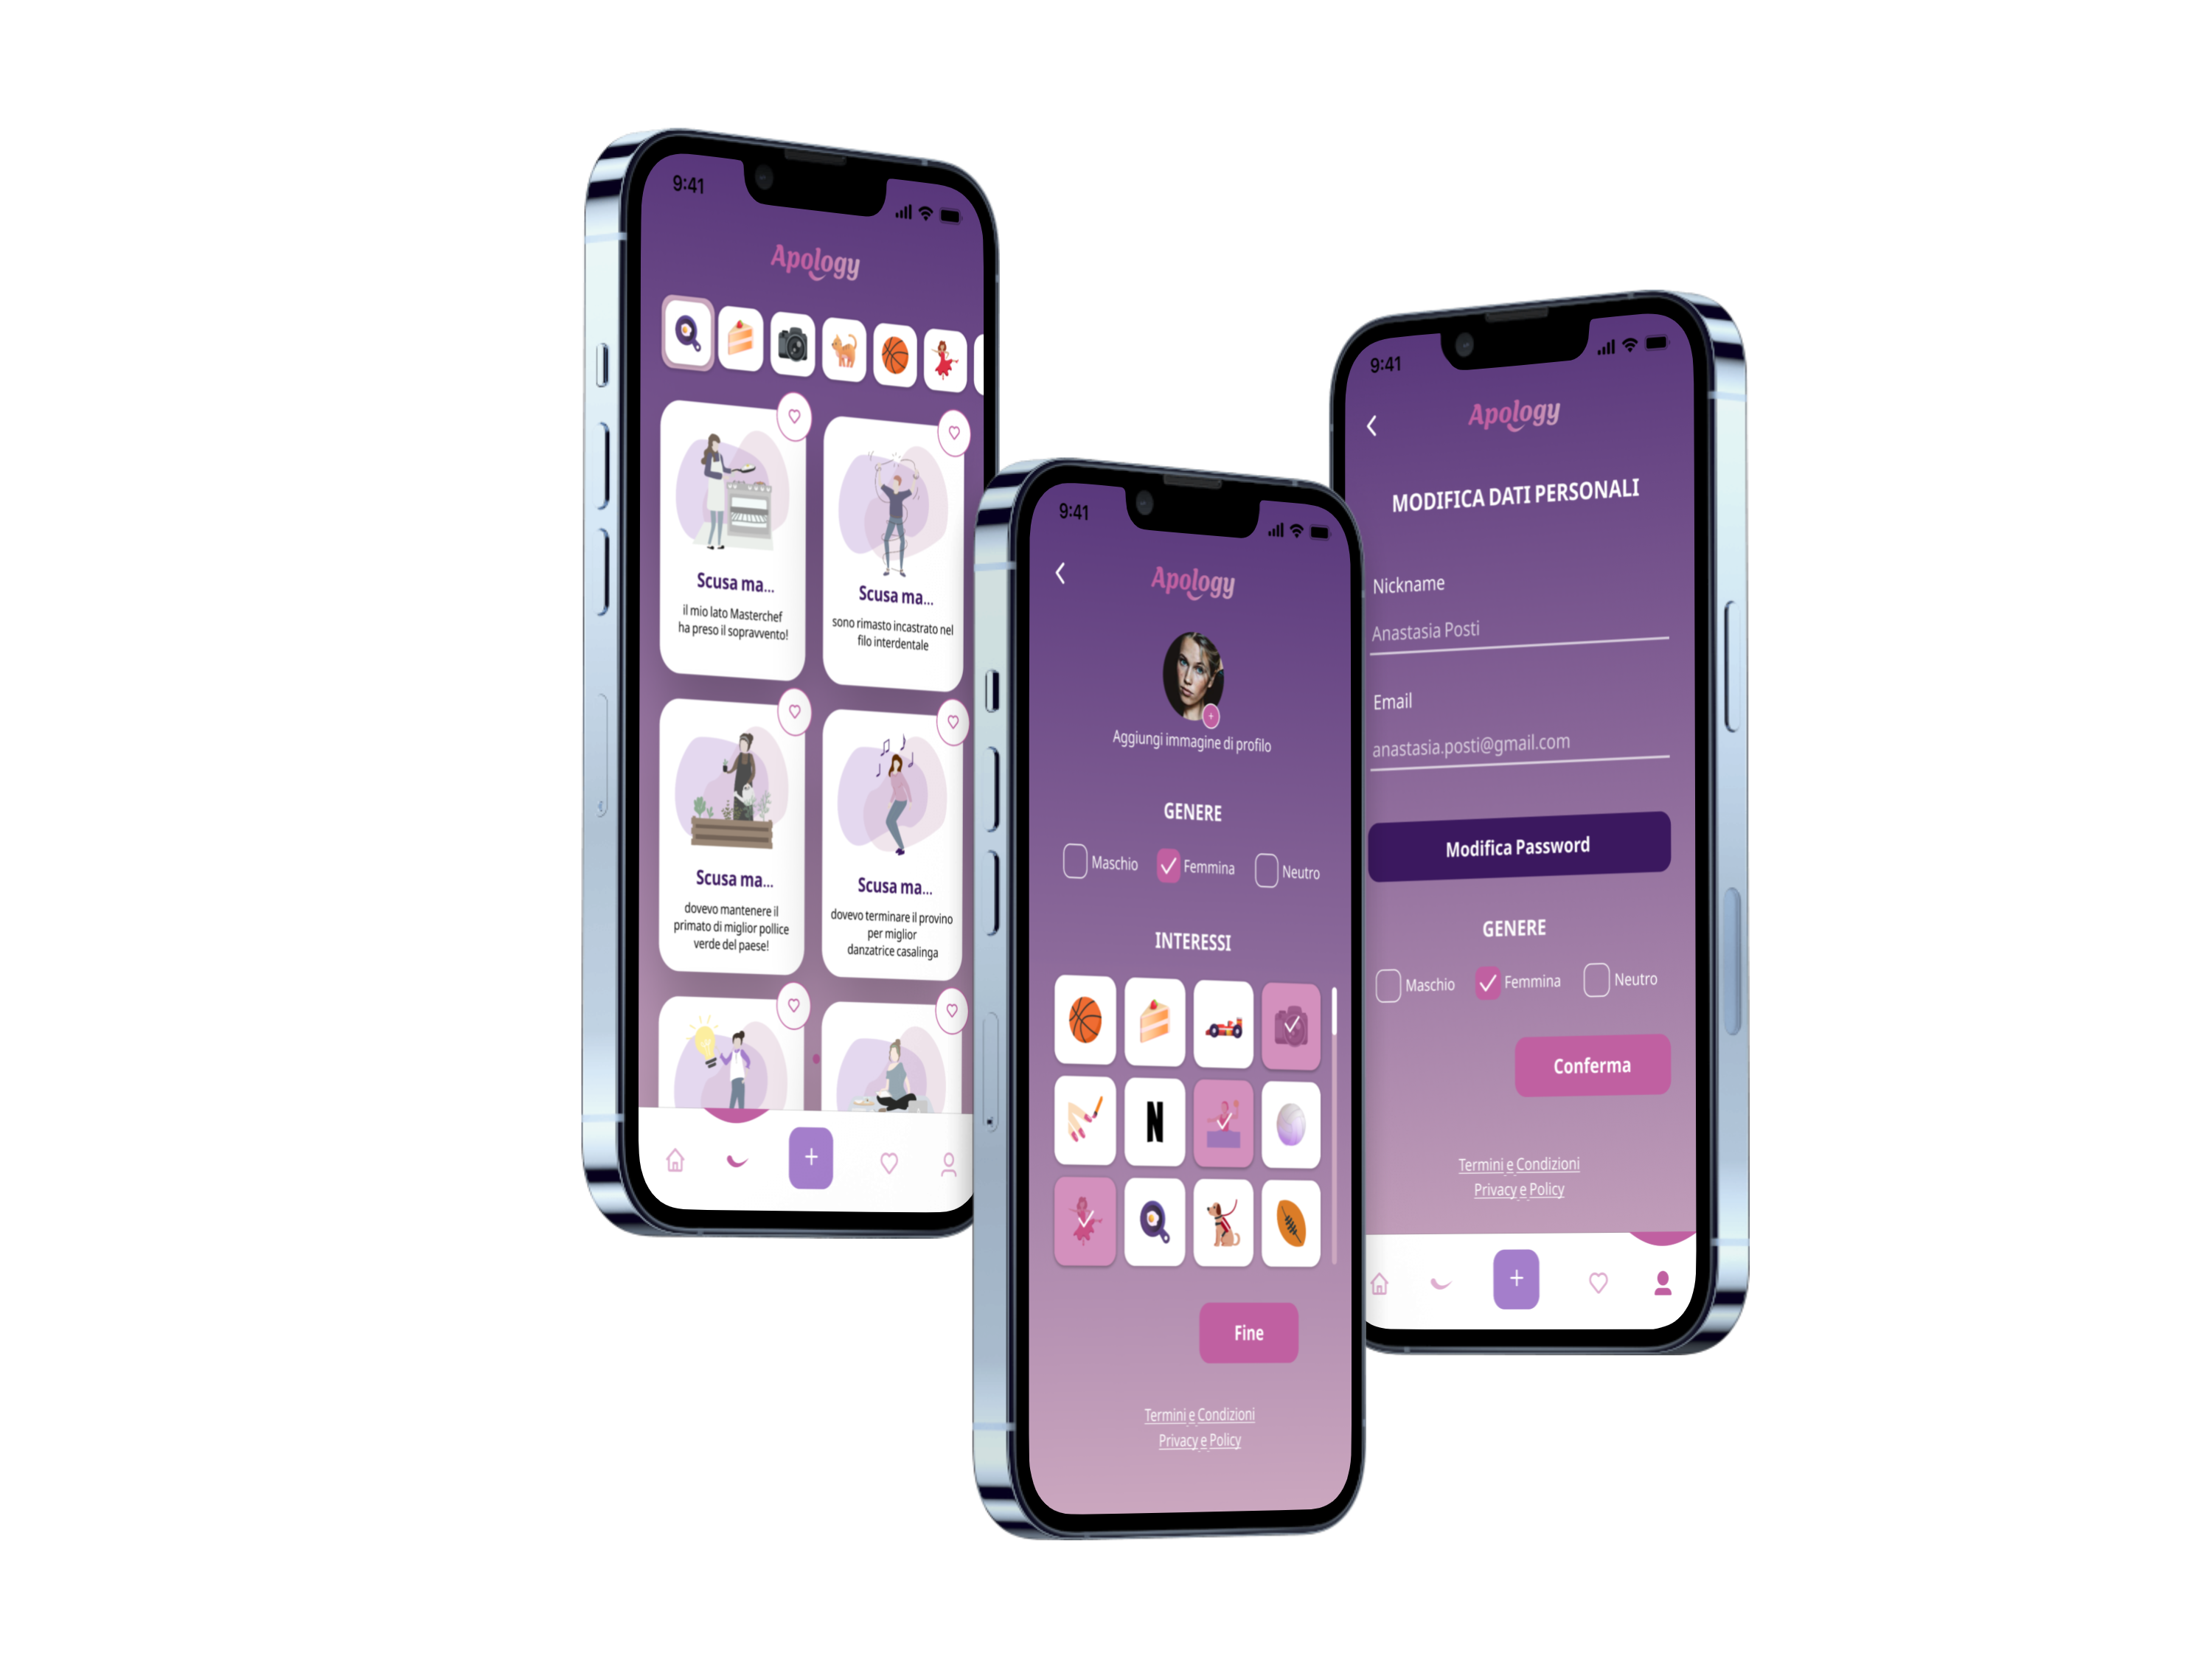 9:41
Apology
Scusa ma...
il mio lato Masterchef
ha preso il sopravvento!
Scusa ma...
sono rimasto incastrato nel
filo interdentale
Scusa ma...
dovevo mantenere il
primato di miglior pollice
verde del paese!
Scusa ma...
dovevo terminare il provino
per miglior
danzatrice casalinga
+
9:41
Apology
+
Aggiungi immagine di profilo
GENERE
Maschio
Femmina
Neutro
INTERESSI
N
Fine
Termini e Condizioni
Privacy e Policy
9:41
Apology
MODIFICA DATI PERSONALI
Nickname
Anastasia Posti
Email
anastasia.posti@gmail.com
Modifica Password
GENERE
Maschio
Femmina
Neutro
Conferma
Termini e Condizioni
Privacy e Policy
+